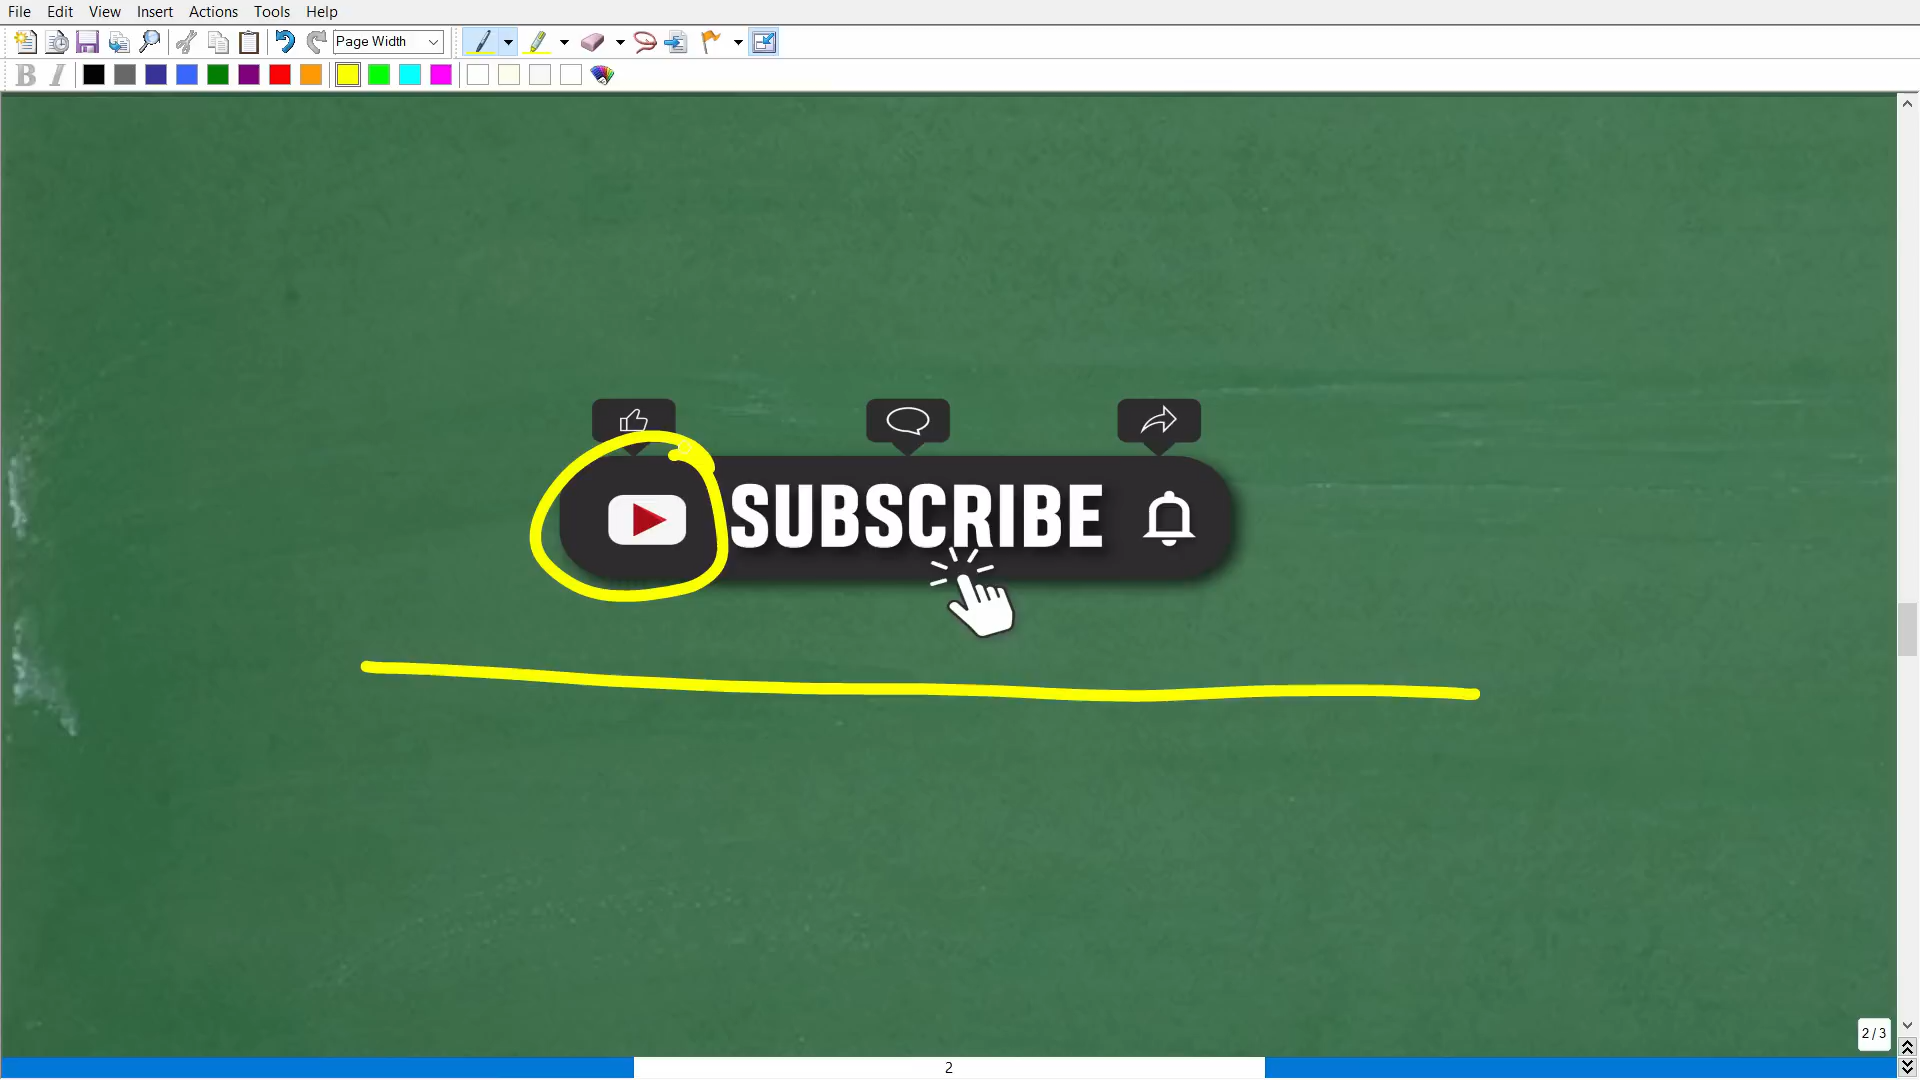 File Edit View Insert Actions Tools Help
Page Width
B I
SUBSCRIBE
2 / 3
2